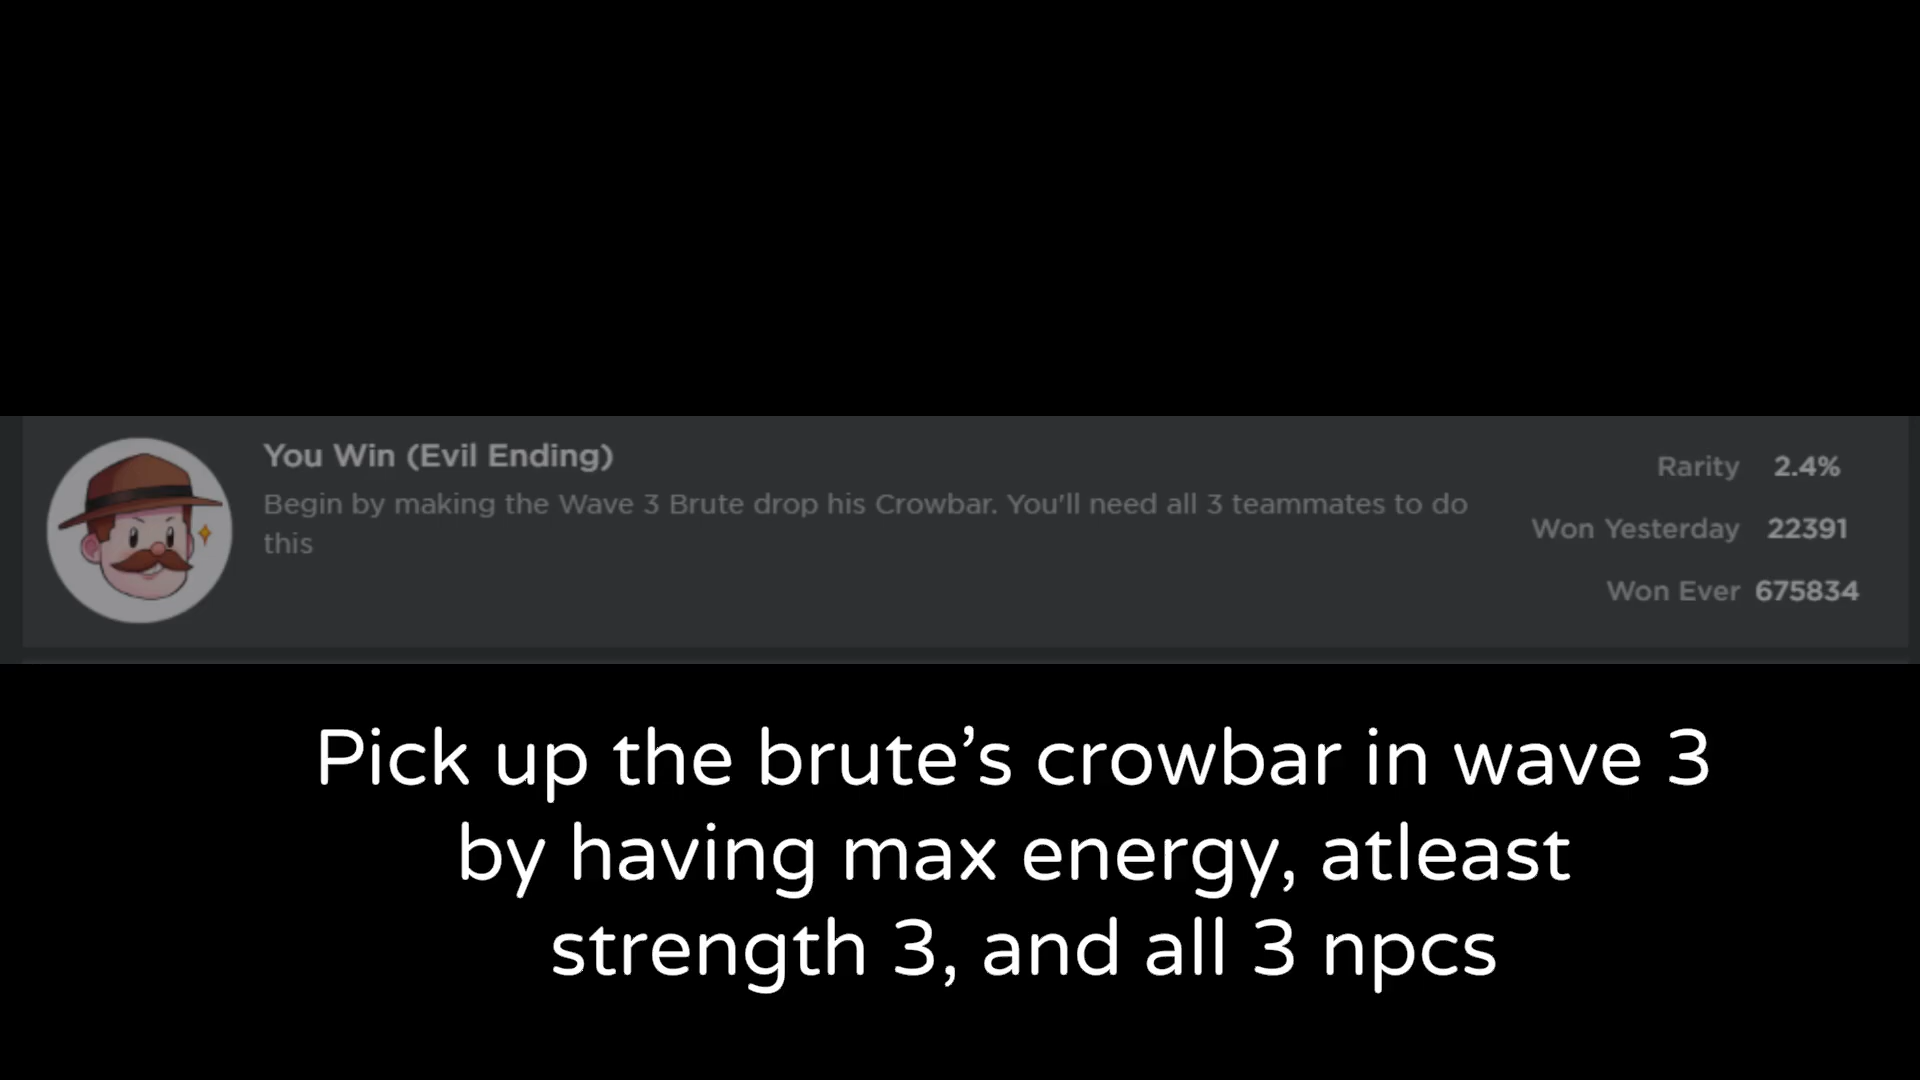 You Win (Evil Ending)
Begin by making the Wave 3 Brute drop his Crowbar. You'll need all 3 teammates to do
this
Rarity 2.4%
Won Yesterday 22391
Won Ever 675834
Pick up the brute’s crowbar in wave 3
by having max energy, atleast
strength 3, and all 3 npcs